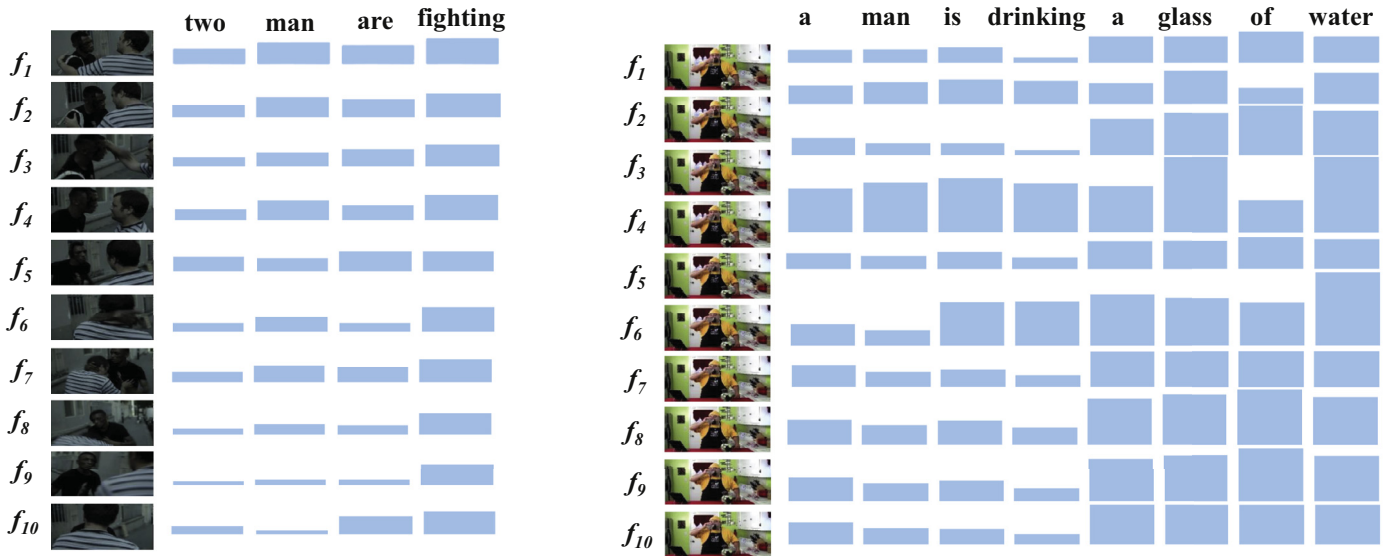 two man are fighting
f1
f2
f3
f4
f5
f6
f7
f8
f9
f10
a man is drinking a glass of water
f1
f2
f3
f4
f5
f6
f7
f8
f9
f10